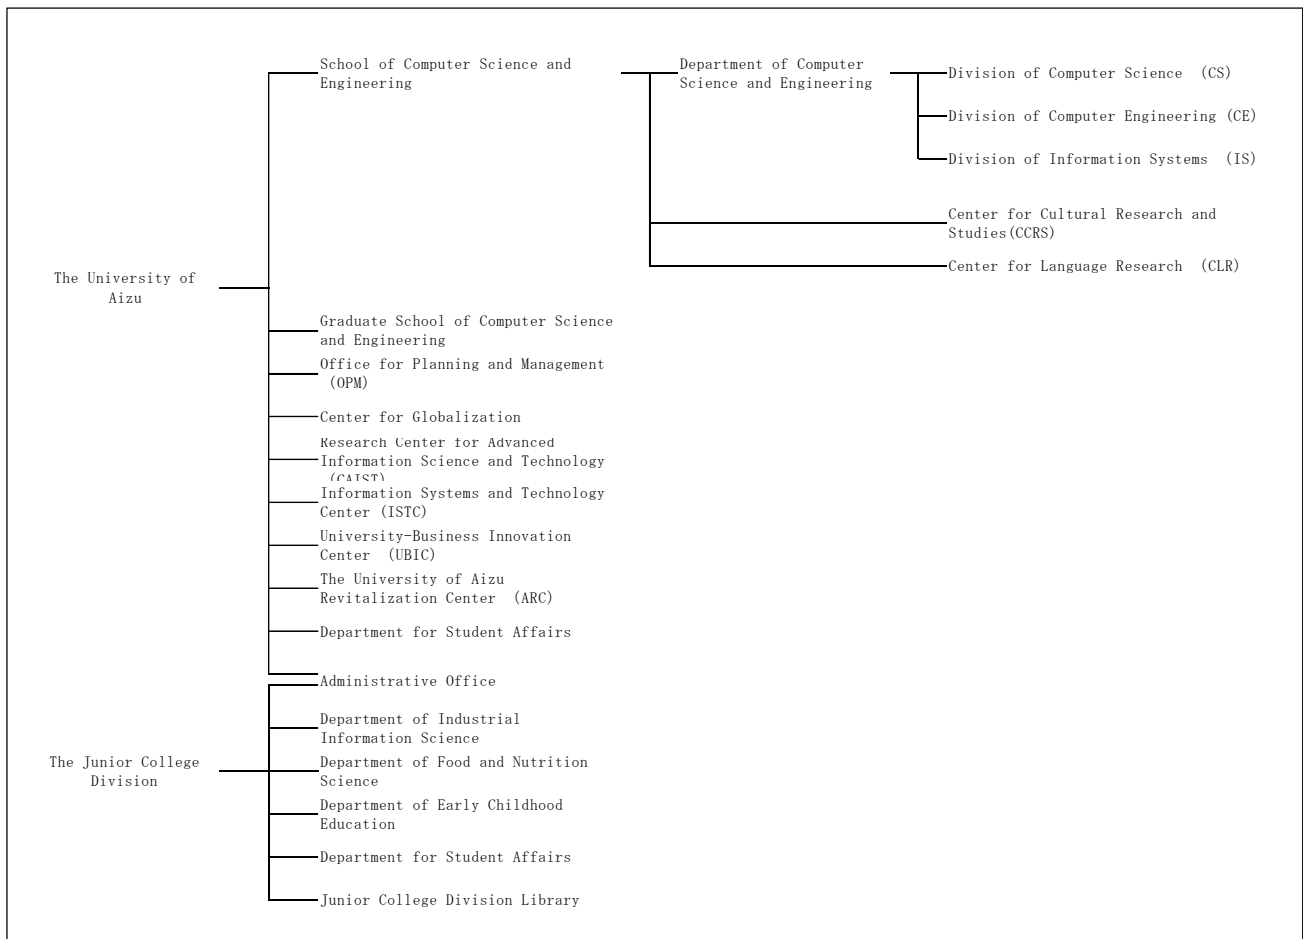 School of Computer Science and
Engineering
Department of Computer
Science and Engineering
Division of Computer Science (CS)
Division of Computer Engineering (CE)
Division of Information Systems (IS)
Center for Cultural Research and
Studies(CCRS)
Center for Language Research (CLR)
The University of
Aizu
Graduate School of Computer Science
and Engineering
Office for Planning and Management
(OPM)
Center for Globalization
Research Center for Advanced
Information Science and Technology
(CAIST)
Information Systems and Technology
Center (ISTC)
University-Business Innovation
Center (UBIC)
The University of Aizu
Revitalization Center (ARC)
Department for Student Affairs
Administrative Office
The Junior College
Division
Department of Industrial
Information Science
Department of Food and Nutrition
Science
Department of Early Childhood
Education
Department for Student Affairs
Junior College Division Library